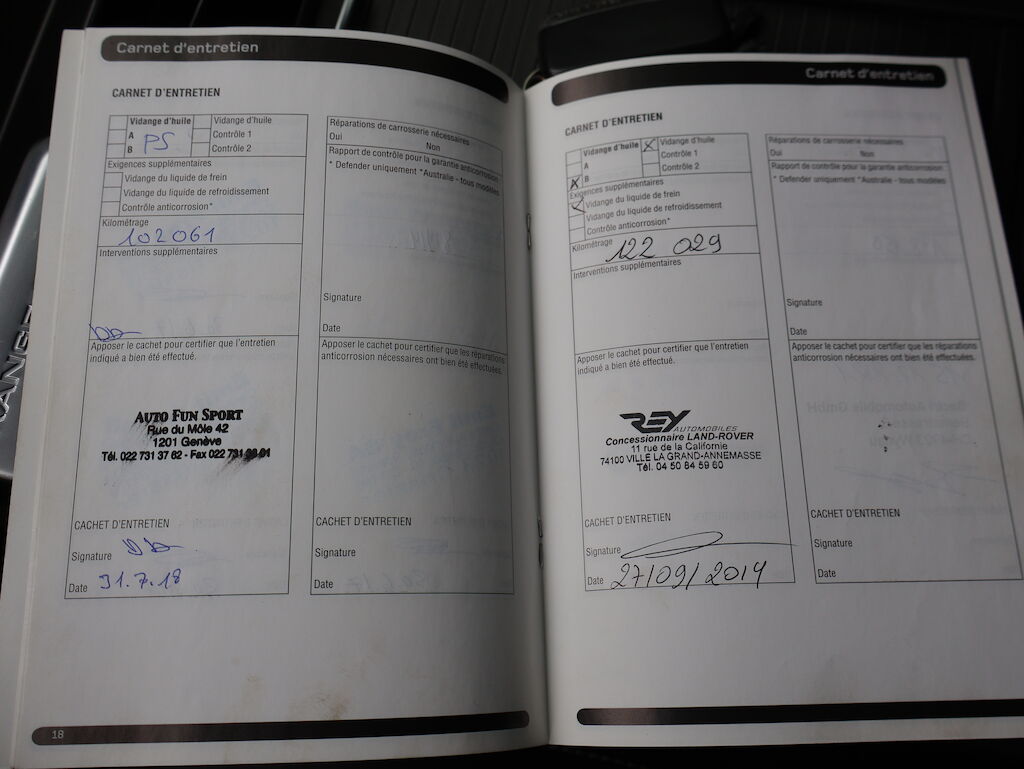 Carnet d'entretien
CARNET D'ENTRETIEN
Vidange d'huile
A
B
PS
Vidange d'huile
Contrôle 1
Contrôle 2
Exigences supplémentaires
Vidange du liquide de frein
Vidange du liquide de refroidissement
Contrôle anticorrosion*
Kilométrage
102 061
Interventions supplémentaires
Apposer le cachet pour certifier que l'entretien
indiqué a bien été effectué.
AUTO FUN SPORT
Rue du Môle 42
1201 Genève
Tél. 022 731 37 62 - Fax 022 731
CACHET D'ENTRETIEN
Signature
Date 31.7.18
Réparations de carrosserie nécessaires
Oui Non
Rapport de contrôle pour la garantie anticorrosion
* Defender uniquement *Australie - tous modèles
Signature
Date
Apposer le cachet pour certifier que les réparations
anticorrosion nécessaires ont bien été effectuées.
CACHET D'ENTRETIEN
Signature
Date
18
Carnet d'entretien
CARNET D'ENTRETIEN
Vidange d'huile
A
X B
X Vidange d'huile
Contrôle 1
Contrôle 2
Exigences supplémentaires
Vidange du liquide de frein
Vidange du liquide de refroidissement
Contrôle anticorrosion*
Kilométrage
122 029
Interventions supplémentaires
Apposer le cachet pour certifier que l'entretien
indiqué a bien été effectué.
REY
AUTOMOBILES
Concessionnaire LAND-ROVER
11 rue de la Californie
74100 VILLE LA GRAND-ANNEMASSE
Tél. 04 50 84 59 60
CACHET D'ENTRETIEN
Signature
Date 27/09/2019
Réparations de carrosserie nécessaires
Oui Non
Rapport de contrôle pour la garantie anticorrosion
* Defender uniquement *Australie - tous modèles
Signature
Date
Apposer le cachet pour certifier que les réparations
anticorrosion nécessaires ont bien été effectuées.
CACHET D'ENTRETIEN
Signature
Date